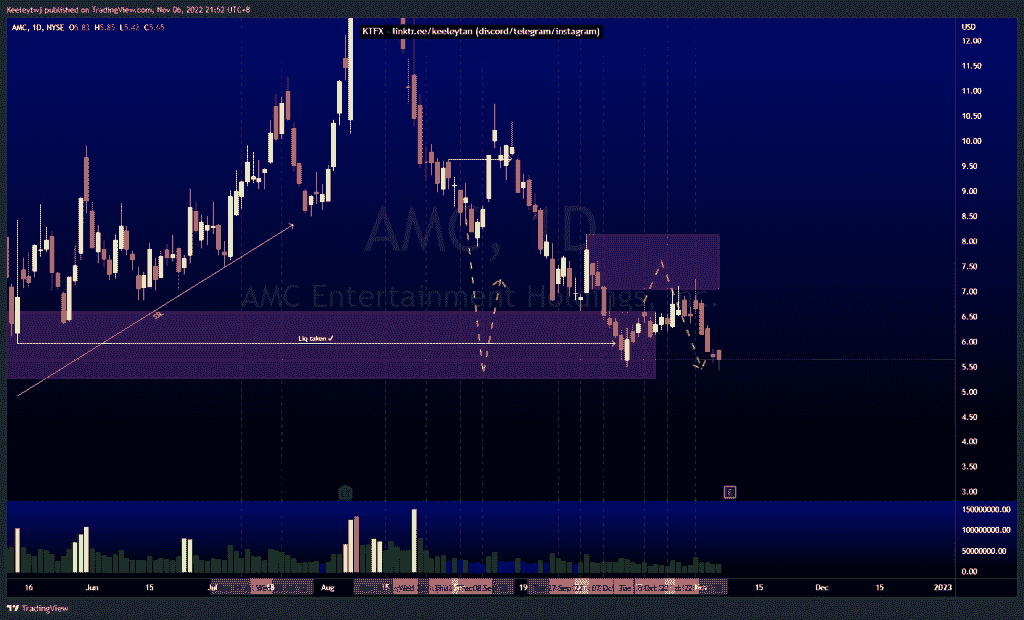 Keeleytwj published on TradingView.com, Nov 06, 2022 21:52 UTC+8
AMC, 1D, NYSE O5.83 H5.85 L5.42 C5.65
KTFX - linktr.ee/keeleytan (discord/telegram/instagram)
USD
12.00
11.50
11.00
10.50
10.00
9.50
9.00
8.50
8.00
7.50
7.00
6.50
6.00
5.50
5.00
4.50
4.00
3.50
3.00
AMC, 1D
AMC Entertainment Holdings, Inc.
Liq taken ✓
E
150000000.00
100000000.00
50000000.00
0.00
16 Jun 15 Jul Aug 15 19 Nov 15 Dec 15 2023
TradingView